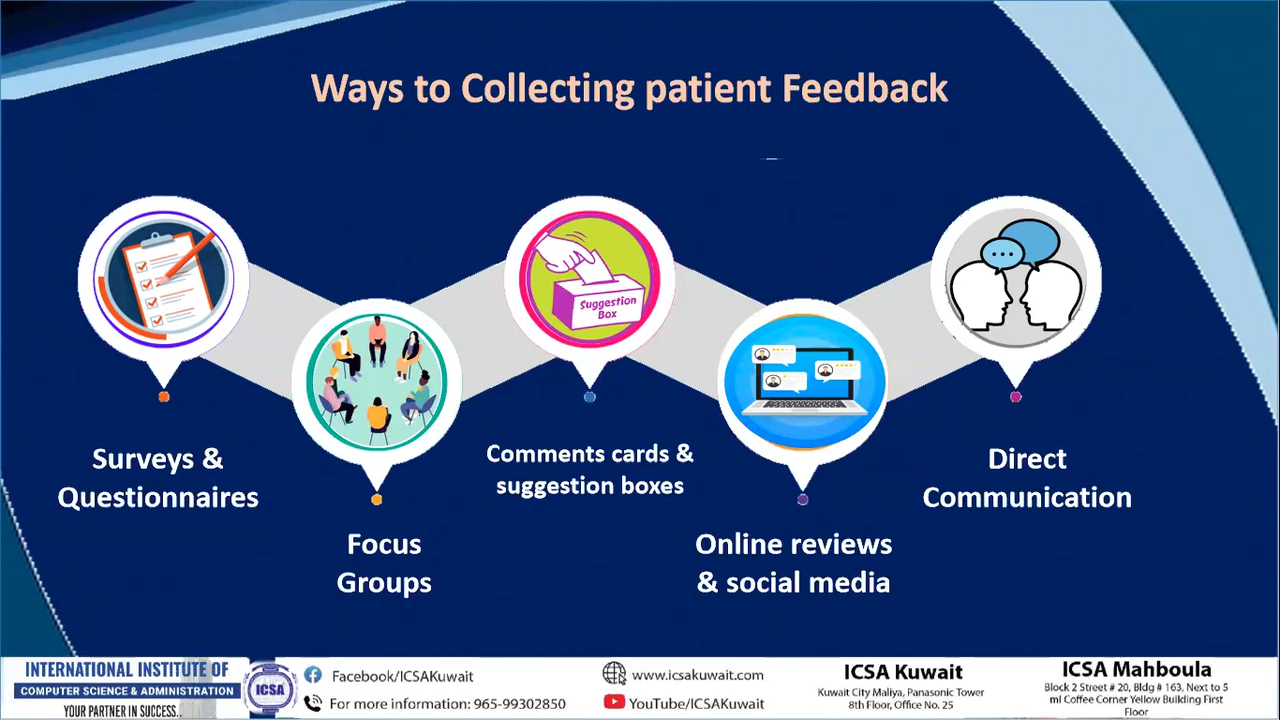 Ways to Collecting patient Feedback
Suggestion
Box
Surveys &
Questionnaires
Focus
Groups
Comments cards &
suggestion boxes
Online reviews
& social media
Direct
Communication
INTERNATIONAL INSTITUTE OF
COMPUTER SCIENCE & ADMINISTRATION
YOUR PARTNER IN SUCCESS..
ICSA
Facebook/ICSAKuwait
For more information: 965-99302850
www.icsakuwait.com
YouTube/ICSAKuwait
ICSA Kuwait
Kuwait City Maliya, Panasonic Tower
8th Floor, Office No. 25
ICSA Mahboula
Block 2 Street # 20, Bldg # 163, Next to 5
ml Coffee Corner Yellow Building First
Floor